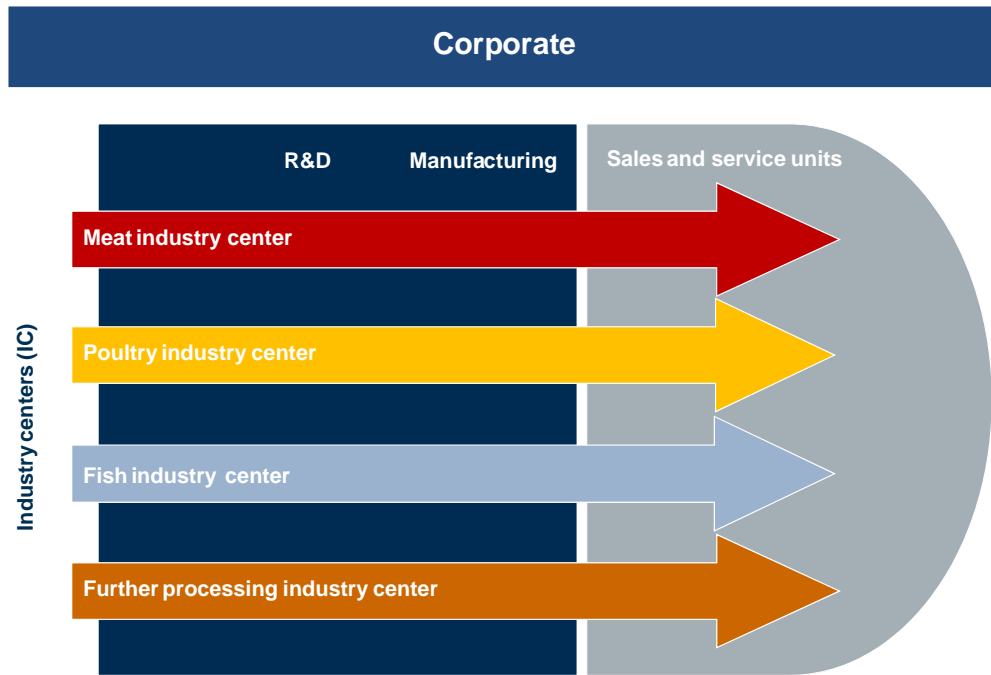 Corporate
R&D
Manufacturing
Sales and service units
Industry centers (IC)
Meat industry center
Poultry industry center
Fish industry center
Further processing industry center